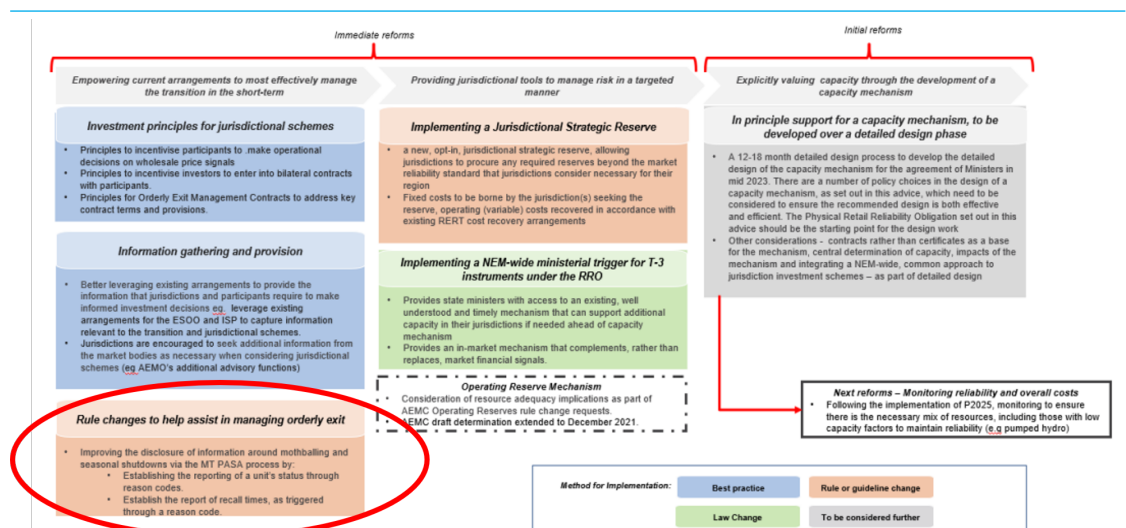 Immediate reforms
Initial reforms
Empowering current arrangements to most effectively manage
the transition in the short-term
Providing jurisdictional tools to manage risk in a targeted
manner
Explicitly valuing capacity through the development of a
capacity mechanism
Investment principles for jurisdictional schemes
• Principles to incentivise participants to .make operational
decisions on wholesale price signals
• Principles to incentivise investors to enter into bilateral contracts
with participants.
• Principles for Orderly Exit Management Contracts to address key
contract terms and provisions.
Information gathering and provision
• Better leveraging existing arrangements to provide the
information that jurisdictions and participants require to make
informed investment decisions eg. leverage existing
arrangements for the ESOO and ISP to capture information
relevant to the transition and jurisdictional schemes.
• Jurisdictions are encouraged to seek additional information from
the market bodies as necessary when considering jurisdictional
schemes (eg AEMO's additional advisory functions)
Rule changes to help assist in managing orderly exit
• Improving the disclosure of information around mothballing and
seasonal shutdowns via the MT PASA process by:
• Establishing the reporting of a unit's status through
reason codes.
• Establish the report of recall times, as triggered
through a reason code.
Implementing a Jurisdictional Strategic Reserve
• a new, opt-in, jurisdictional strategic reserve, allowing
jurisdictions to procure any required reserves beyond the market
reliability standard that jurisdictions consider necessary for their
region
• Fixed costs to be borne by the jurisdiction(s) seeking the
reserve, operating (variable) costs recovered in accordance with
existing RERT cost recovery arrangements
Implementing a NEM-wide ministerial trigger for T-3
instruments under the RRO
• Provides state ministers with access to an existing, well
understood and timely mechanism that can support additional
capacity in their jurisdictions if needed ahead of capacity
mechanism
• Provides an in-market mechanism that complements, rather than
replaces, market financial signals.
Operating Reserve Mechanism
• Consideration of resource adequacy implications as part of
AEMC Operating Reserves rule change requests.
• AEMC draft determination extended to December 2021.
In principle support for a capacity mechanism, to be
developed over a detailed design phase
• A 12-18 month detailed design process to develop the detailed
design of the capacity mechanism for the agreement of Ministers in
mid 2023. There are a number of policy choices in the design of a
capacity mechanism, as set out in this advice, which need to be
considered to ensure the recommended design is both effective
and efficient. The Physical Retail Reliability Obligation set out in this
advice should be the starting point for the design work
• Other considerations - contracts rather than certificates as a base
for the mechanism, central determination of capacity, impacts of the
mechanism and integrating a NEM-wide, common approach to
jurisdiction investment schemes – as part of detailed design
Next reforms – Monitoring reliability and overall costs
• Following the implementation of P2025, monitoring to ensure
there is the necessary mix of resources, including those with low
capacity factors to maintain reliability (e.g pumped hydro)
Method for Implementation:
Best practice
Rule or guideline change
Law Change
To be considered further